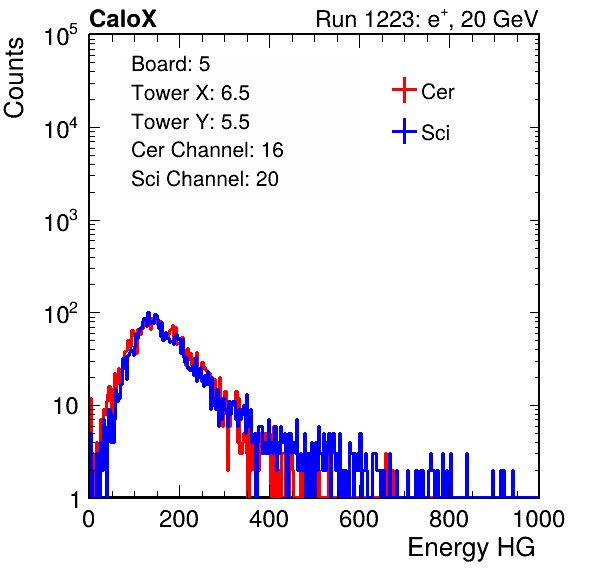 CaloX Run 1223: e⁺, 20 GeV
Counts
Board: 5
Tower X: 6.5
Tower Y: 5.5
Cer Channel: 16
Sci Channel: 20
Cer
Sci
10⁵
10⁴
10³
10²
10
1
0 200 400 600 800 1000
Energy HG